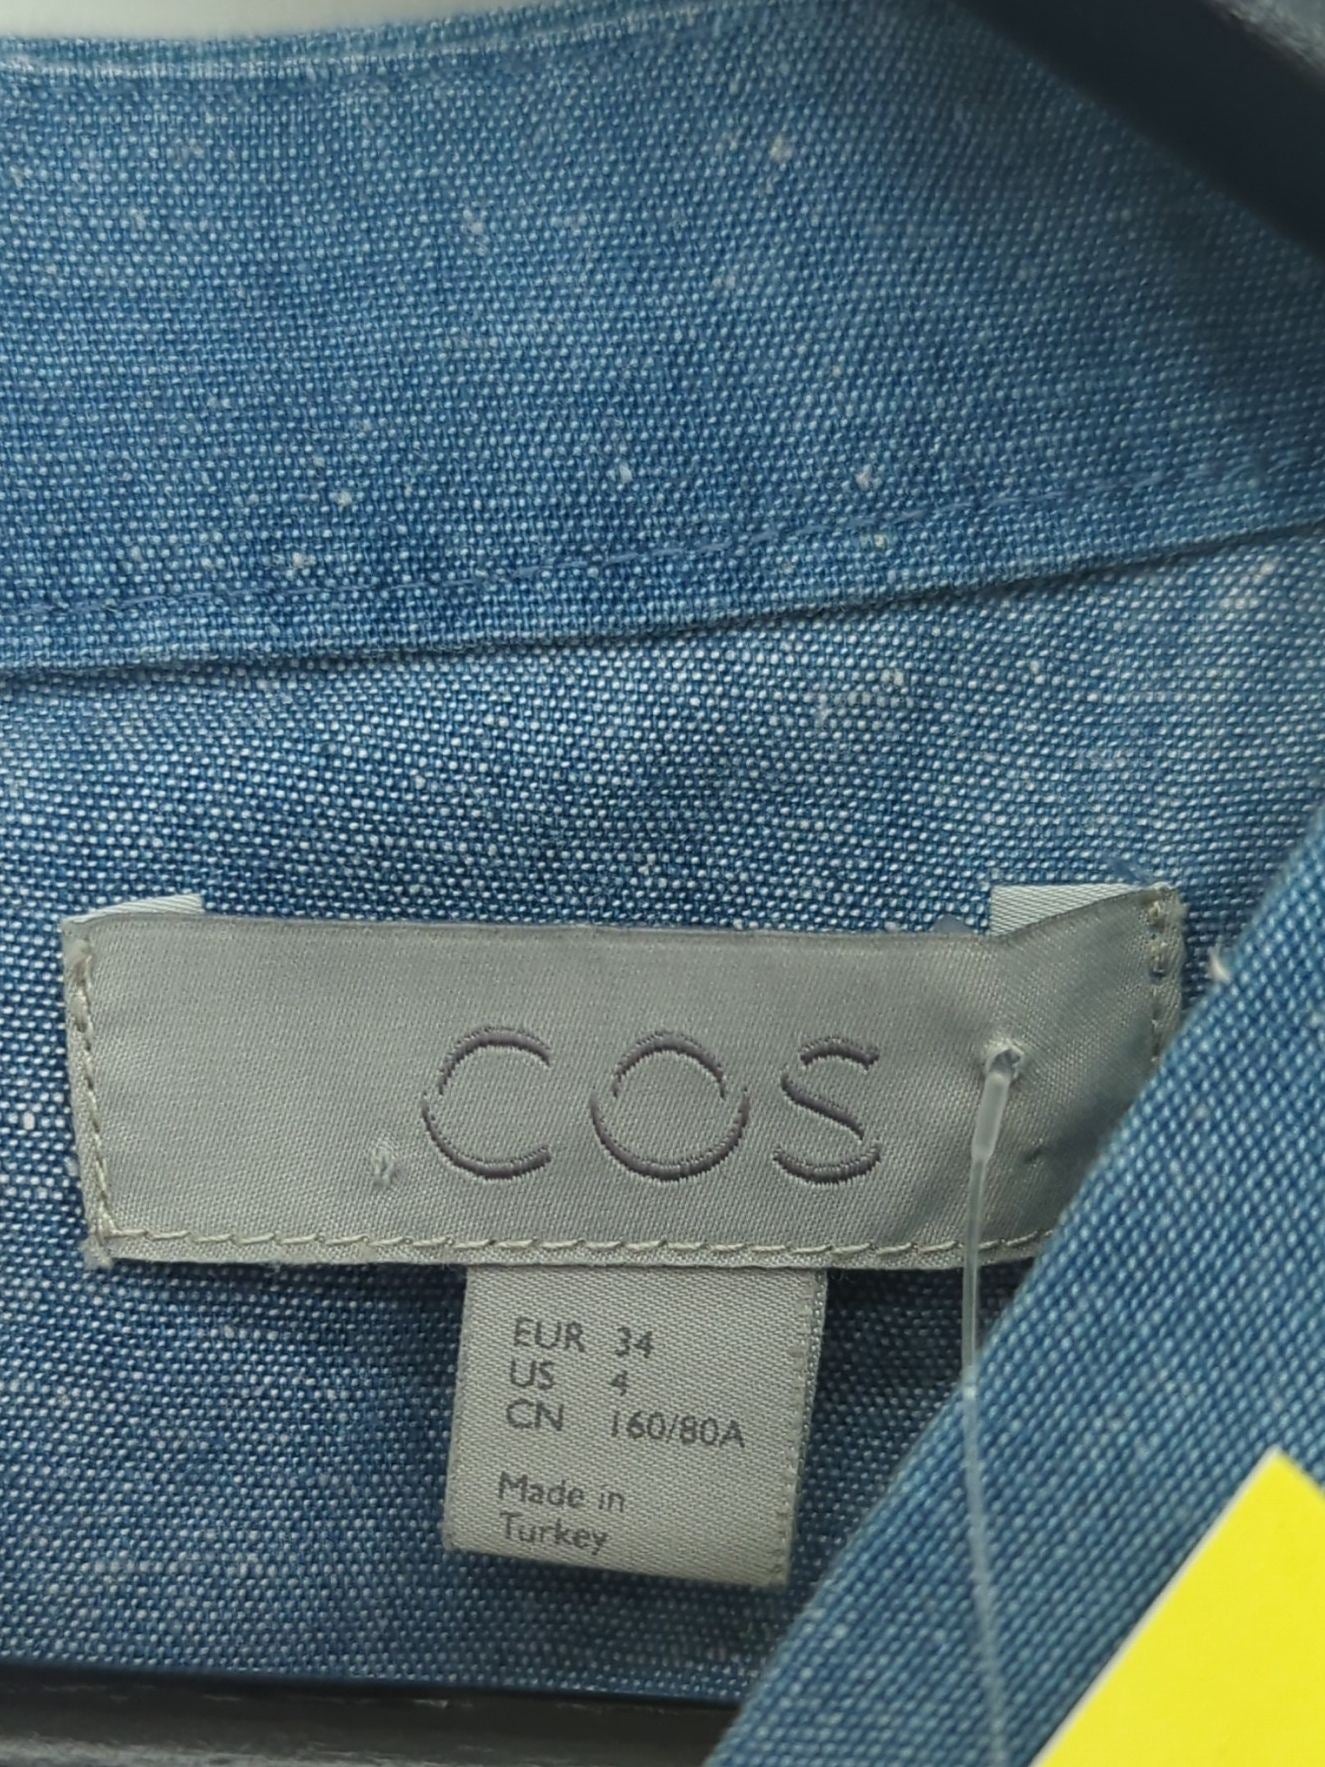 COS
EUR 34
US 4
CN 160/80A
Made in
Turkey